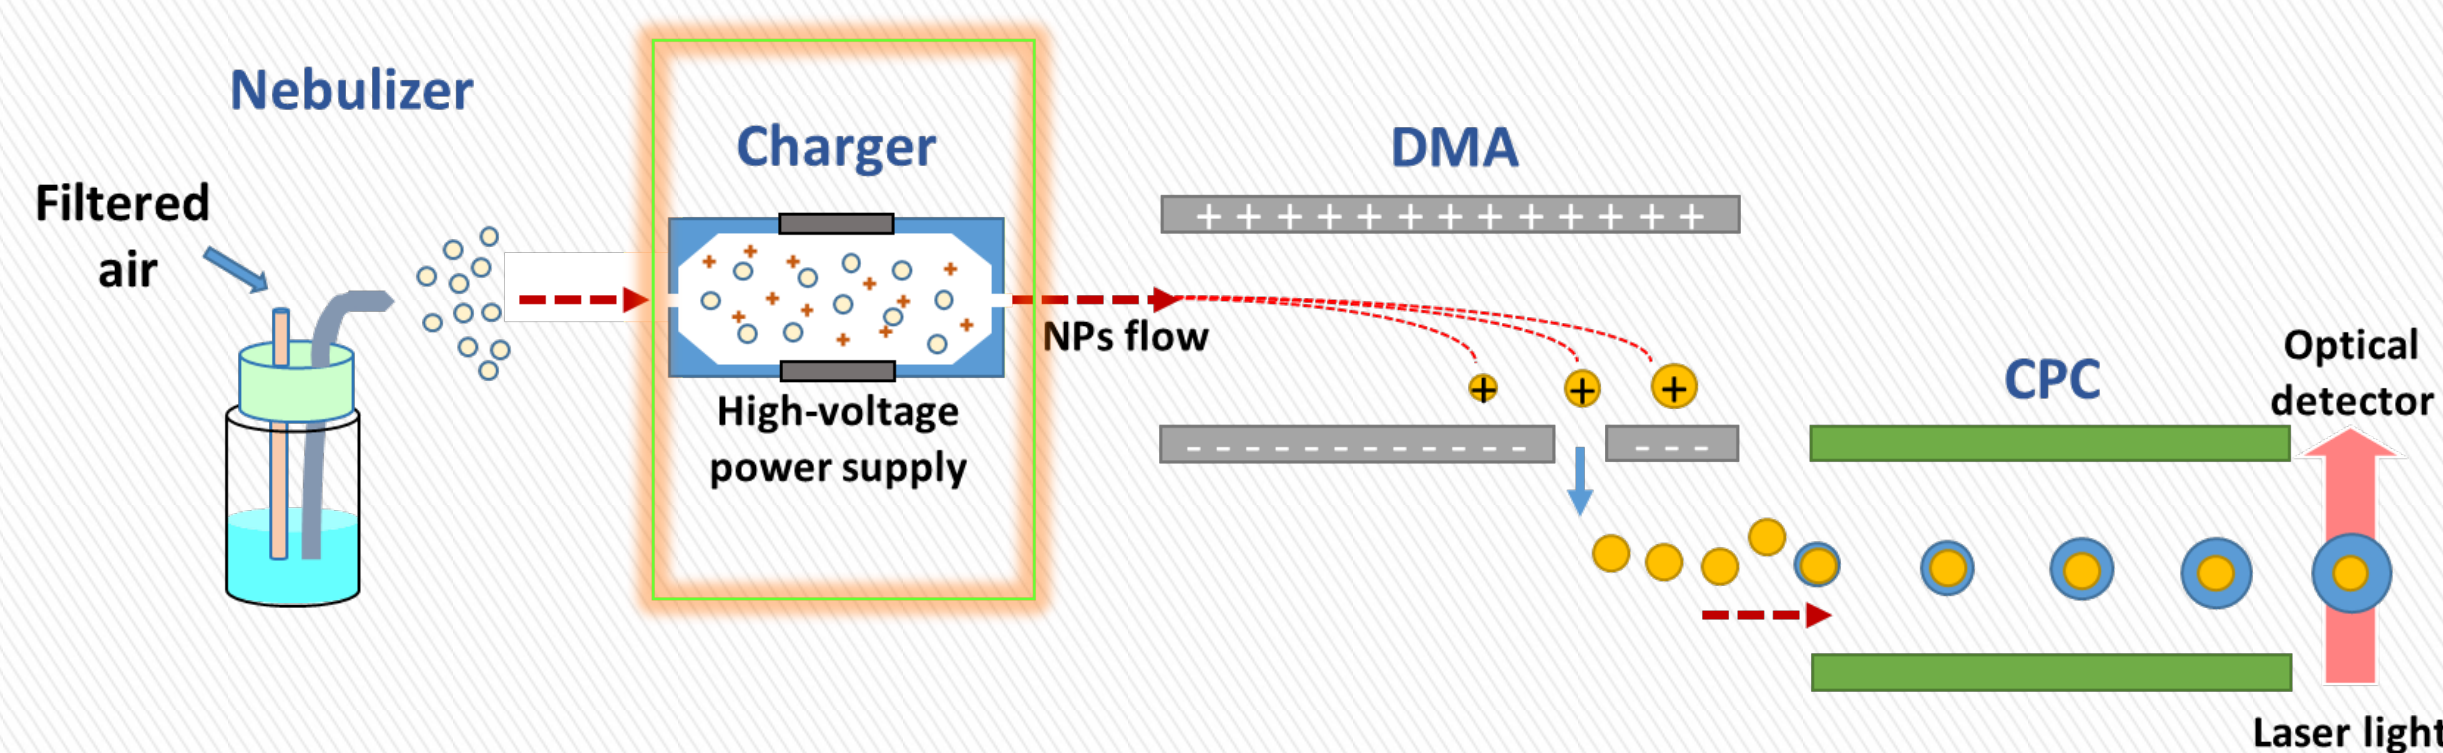 Nebulizer
Filtered
air
Charger
High-voltage
power supply
NPs flow
DMA
+ + + + + + + + + + + + +
+ + +
- - - - - - - - - - - -
- - -
CPC
Optical
detector
Laser light